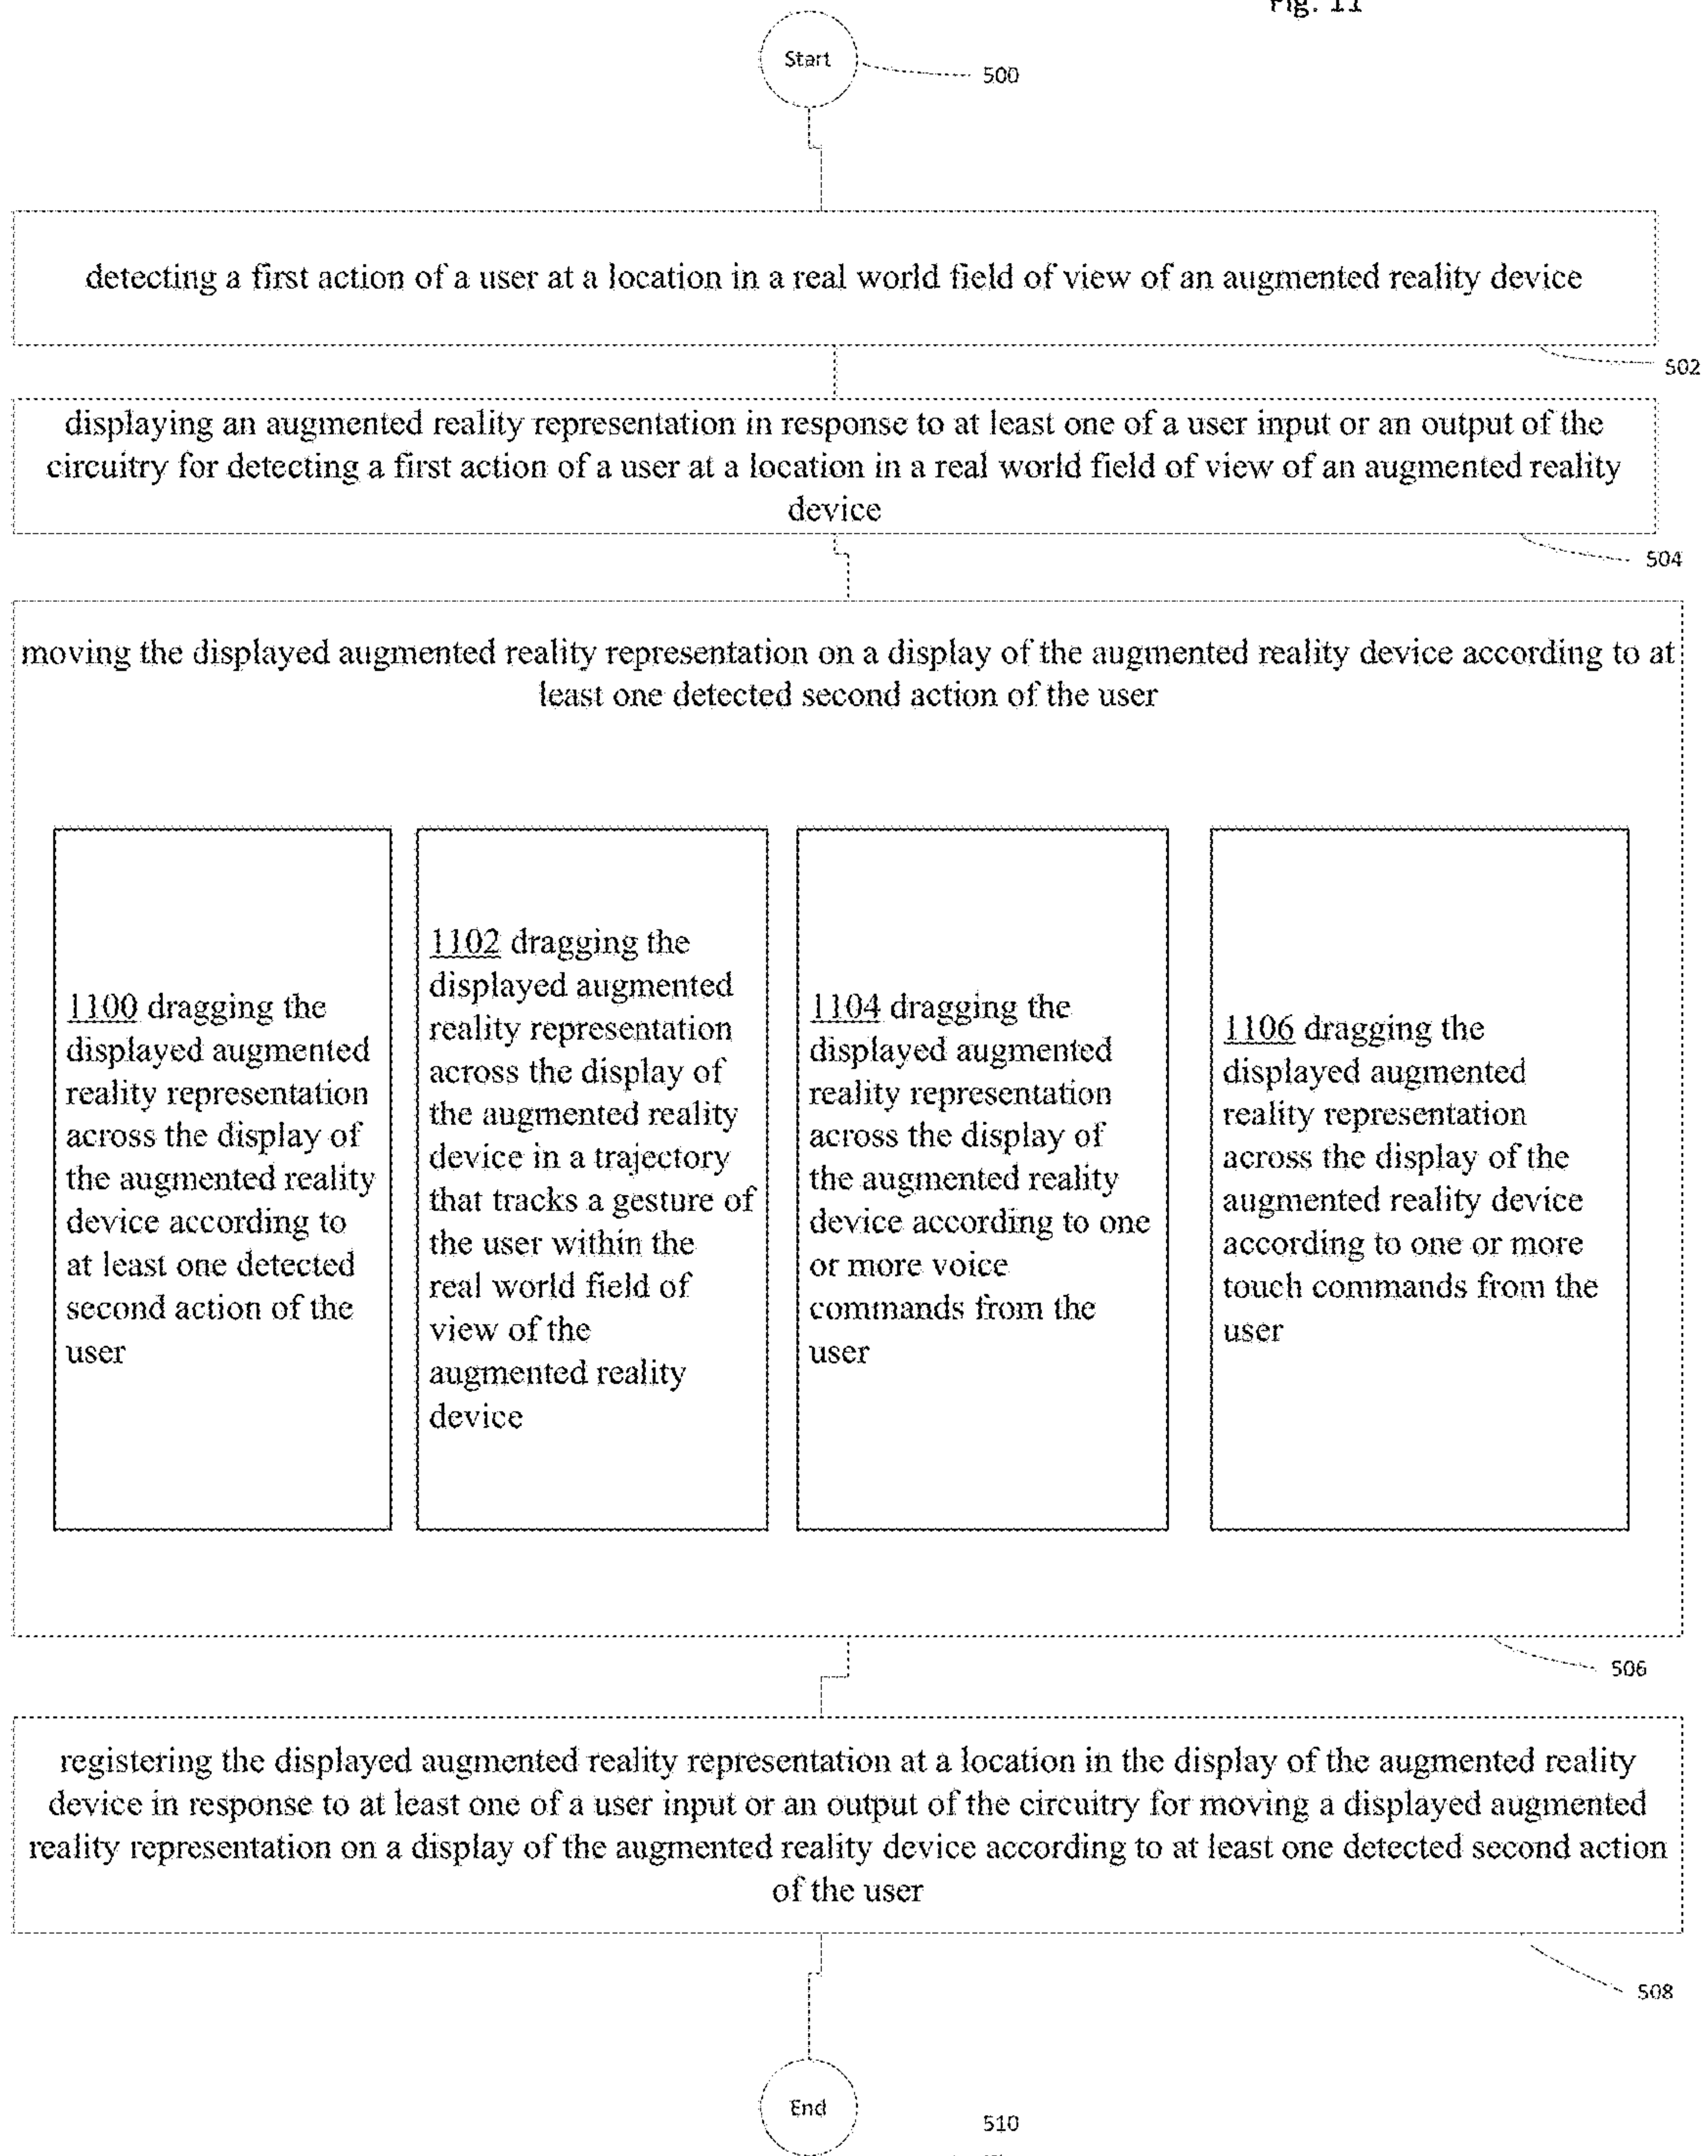 Fig. 11
Start
500
detecting a first action of a user at a location in a real world field of view of an augmented reality device
502
displaying an augmented reality representation in response to at least one of a user input or an output of the
circuitry for detecting a first action of a user at a location in a real world field of view of an augmented reality
device
504
moving the displayed augmented reality representation on a display of the augmented reality device according to at
least one detected second action of the user
1100 dragging the
displayed augmented
reality representation
across the display of
the augmented reality
device according to
at least one detected
second action of the
user
1102 dragging the
displayed augmented
reality representation
across the display of
the augmented reality
device in a trajectory
that tracks a gesture of
the user within the
real world field of
view of the
augmented reality
device
1104 dragging the
displayed augmented
reality representation
across the display of
the augmented reality
device according to one
or more voice
commands from the
user
1106 dragging the
displayed augmented
reality representation
across the display of the
augmented reality device
according to one or more
touch commands from the
user
506
registering the displayed augmented reality representation at a location in the display of the augmented reality
device in response to at least one of a user input or an output of the circuitry for moving a displayed augmented
reality representation on a display of the augmented reality device according to at least one detected second action
of the user
508
End
510